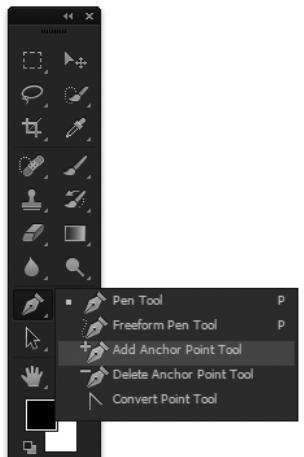 Pen Tool P
Freeform Pen Tool P
Add Anchor Point Tool
Delete Anchor Point Tool
Convert Point Tool